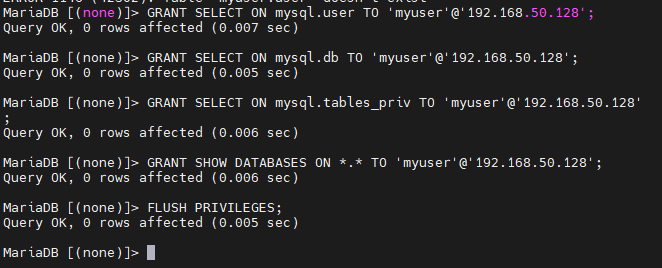 MariaDB [(none)]> GRANT SELECT ON mysql.user TO 'myuser'@'192.168.50.128';
Query OK, 0 rows affected (0.007 sec)
MariaDB [(none)]> GRANT SELECT ON mysql.db TO 'myuser'@'192.168.50.128';
Query OK, 0 rows affected (0.005 sec)
MariaDB [(none)]> GRANT SELECT ON mysql.tables_priv TO 'myuser'@'192.168.50.128'
;
Query OK, 0 rows affected (0.006 sec)
MariaDB [(none)]> GRANT SHOW DATABASES ON *.* TO 'myuser'@'192.168.50.128';
Query OK, 0 rows affected (0.006 sec)
MariaDB [(none)]> FLUSH PRIVILEGES;
Query OK, 0 rows affected (0.005 sec)
MariaDB [(none)]>